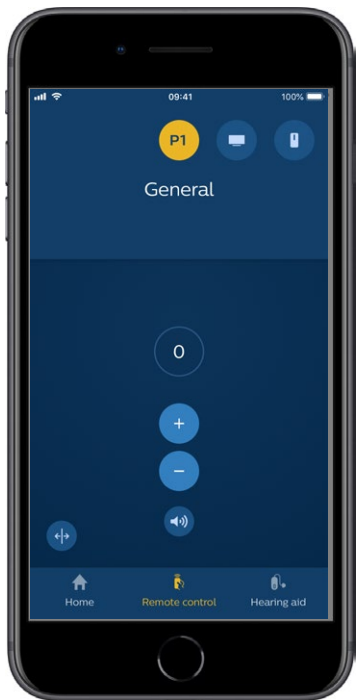 09:41
100%
P1
General
0
+
−
Home
Remote control
Hearing aid